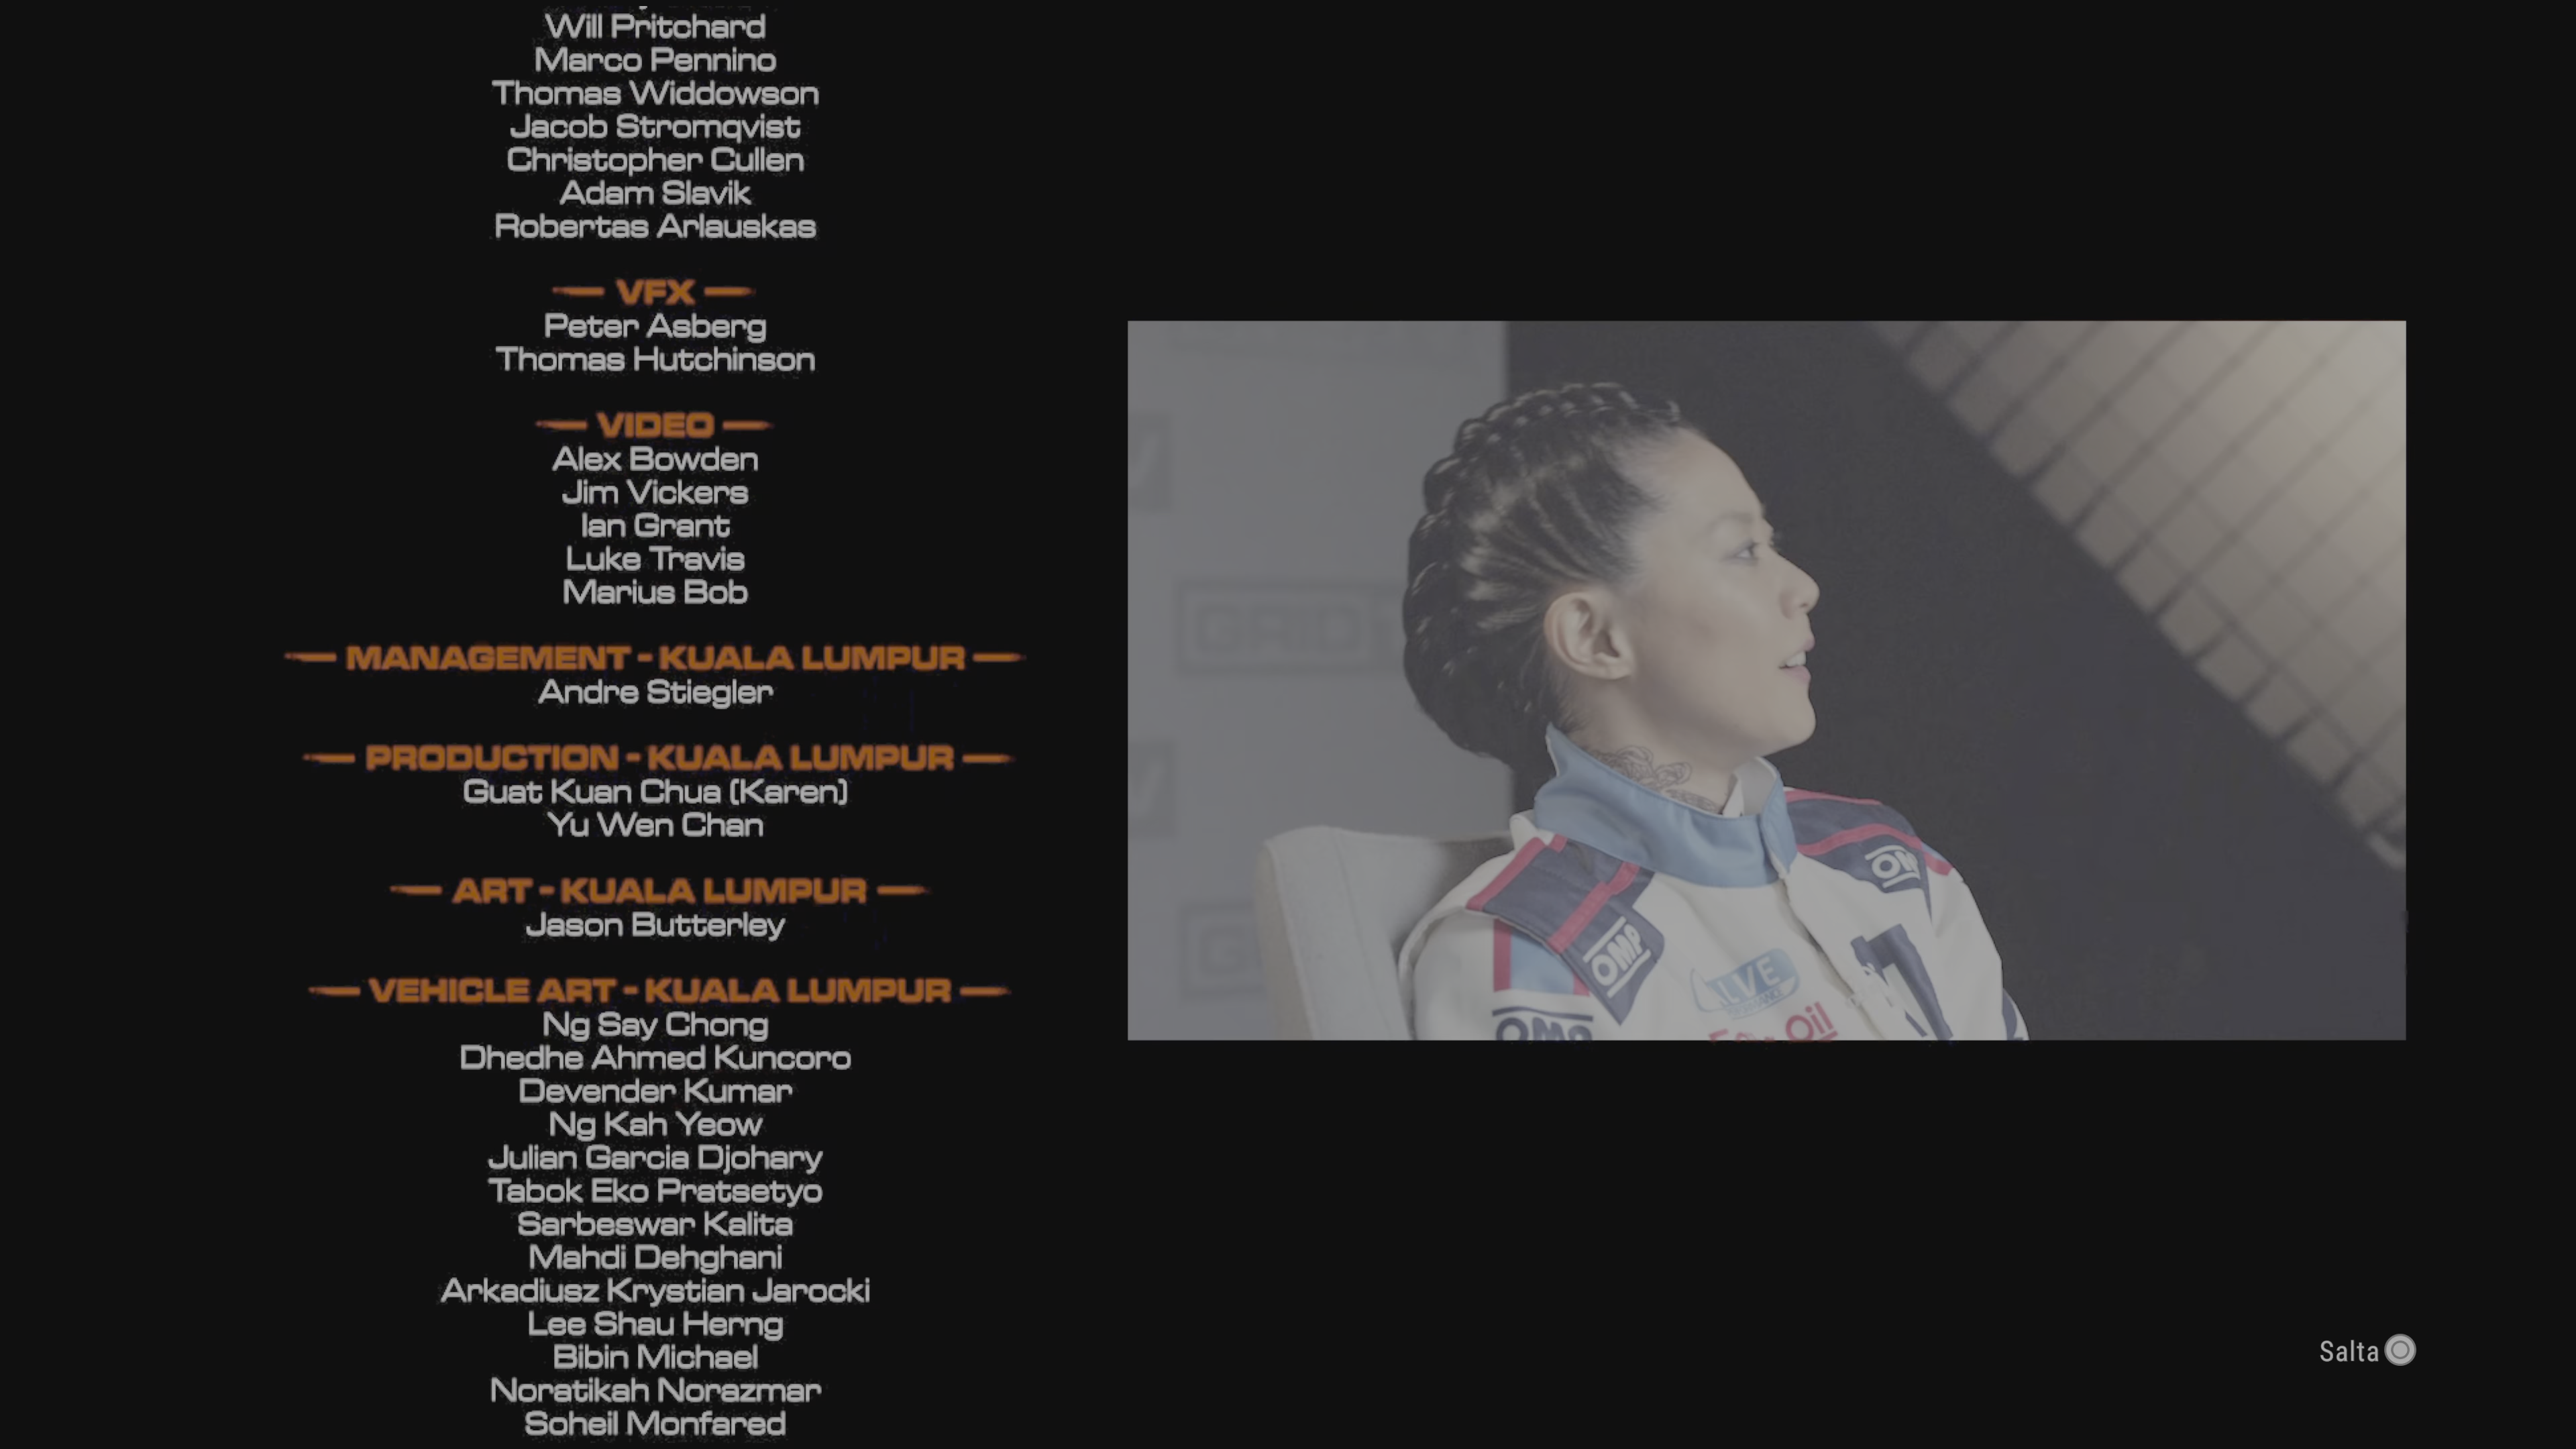 Will Pritchard
Marco Pennino
Thomas Widdowson
Jacob Stromqvist
Christopher Cullen
Adam Slavik
Robertas Arlauskas
VFX
Peter Asberg
Thomas Hutchinson
VIDEO
Alex Bowden
Jim Vickers
Ian Grant
Luke Travis
Marius Bob
MANAGEMENT - KUALA LUMPUR
Andre Stiegler
PRODUCTION - KUALA LUMPUR
Guat Kuan Chua (Karen)
Yu Wen Chan
ART - KUALA LUMPUR
Jason Butterley
VEHICLE ART - KUALA LUMPUR
Ng Say Chong
Dhedhe Ahmed Kuncoro
Devender Kumar
Ng Kah Yeow
Julian Garcia Djohary
Tabok Eko Pratsetyo
Sarbeswar Kalita
Mahdi Dehghani
Arkadiusz Krystian Jarocki
Lee Shau Herng
Bibin Michael
Noratikah Norazmar
Soheil Monfared
GRID
OMP
OMP
Oil
Salta